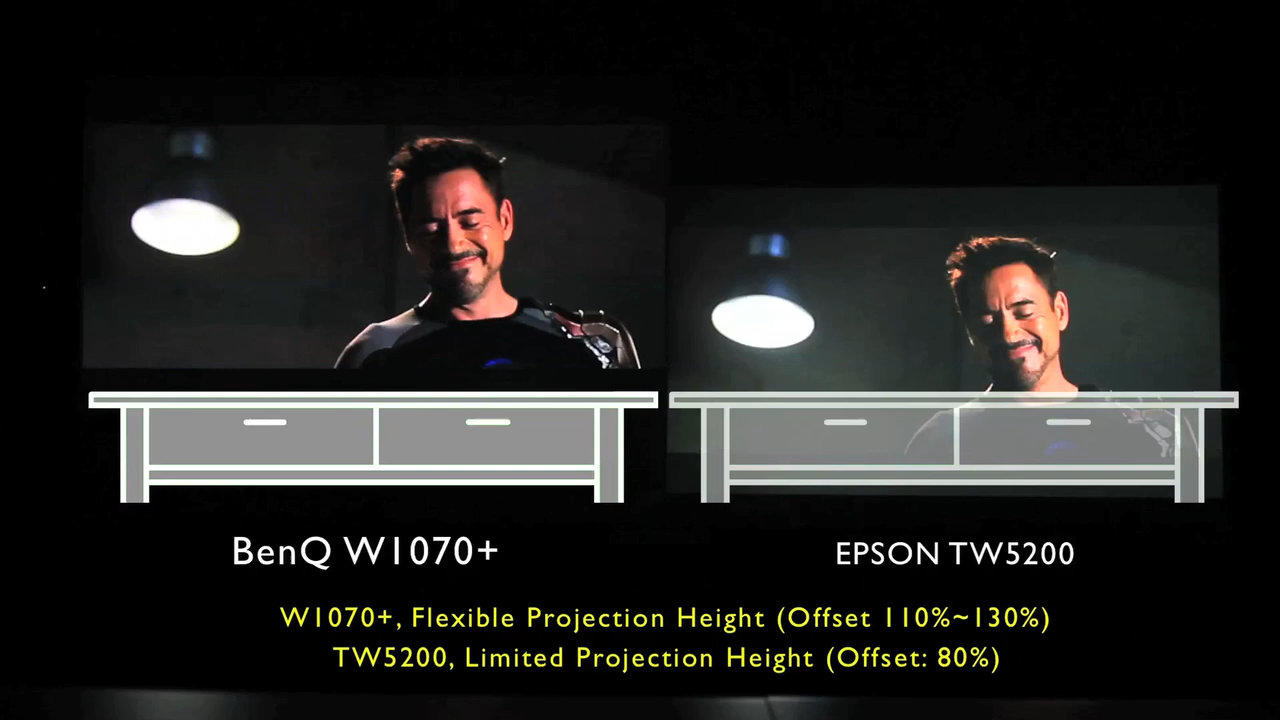 BenQ W1070+
EPSON TW5200
W1070+, Flexible Projection Height (Offset 110%~130%)
TW5200, Limited Projection Height (Offset: 80%)